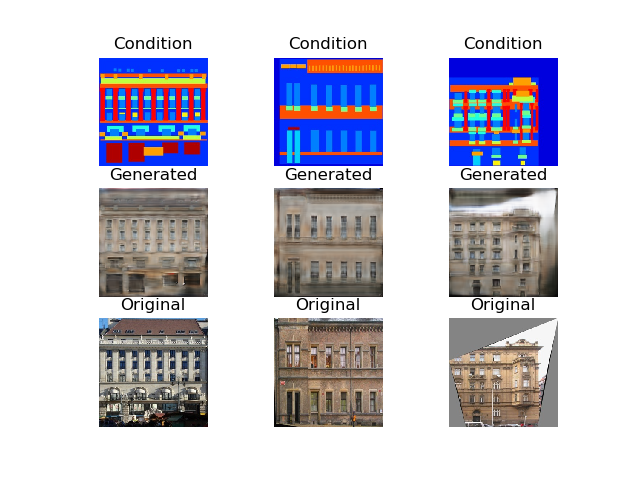 Condition Condition Condition
Generated Generated Generated
Original Original Original